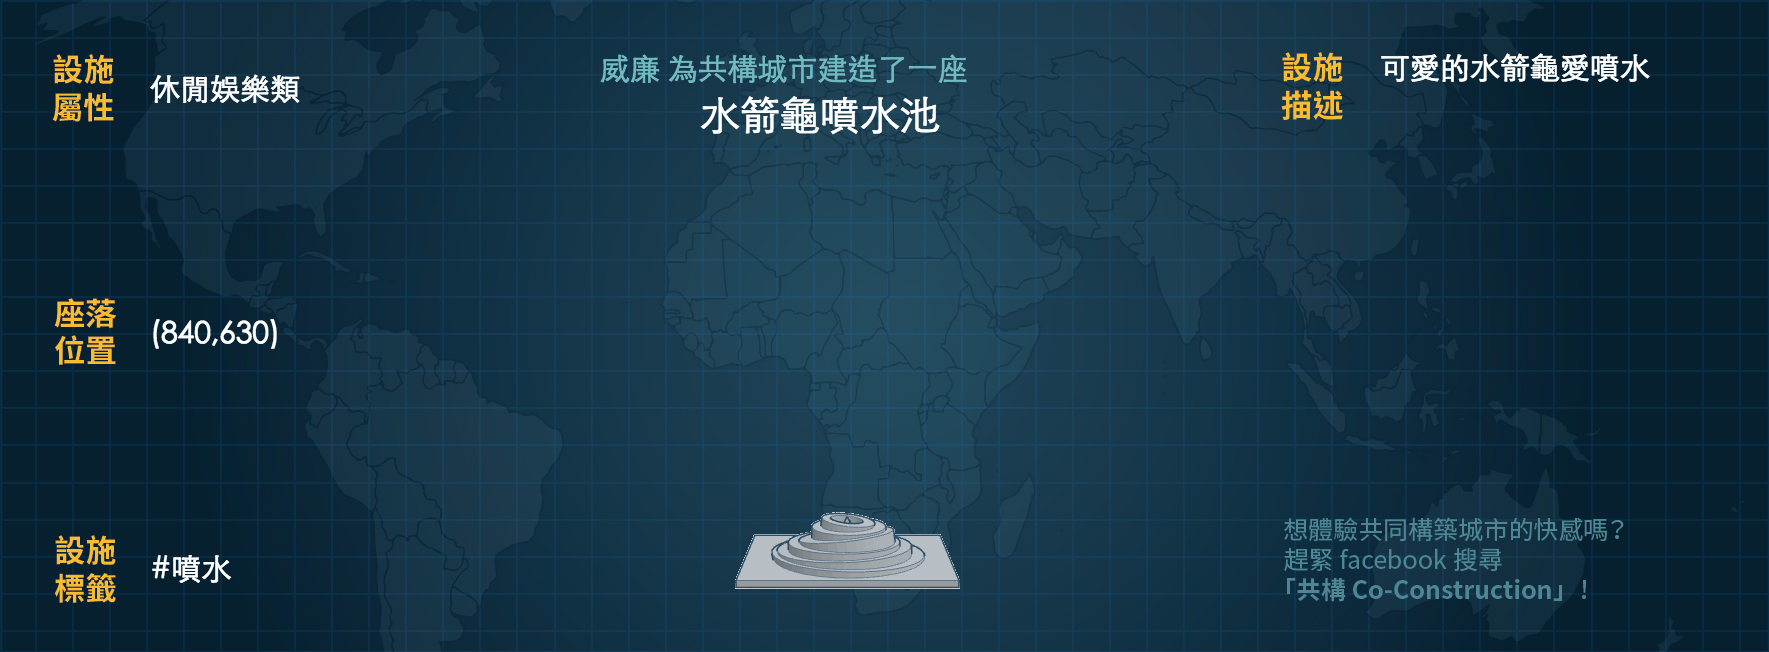 設施
屬性
休閒娛樂類
威廉 為共構城市建造了一座
水箭龜噴水池
設施
描述
可愛的水箭龜愛噴水
座落
位置
(840,630)
設施
標籤
#噴水
想體驗共同構築城市的快感嗎？
趕緊 facebook 搜尋
「共構 Co-Construction」！